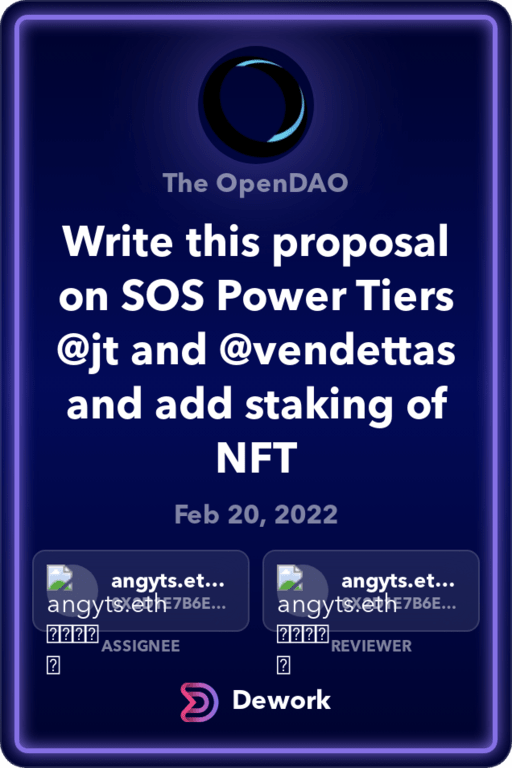 The OpenDAO
Write this proposal
on SOS Power Tiers
@jt and @vendettas
and add staking of
NFT
Feb 20, 2022
angyts.et...
angyts.eth
ASSIGNEE
angyts.et...
angyts.eth
REVIEWER
Dework